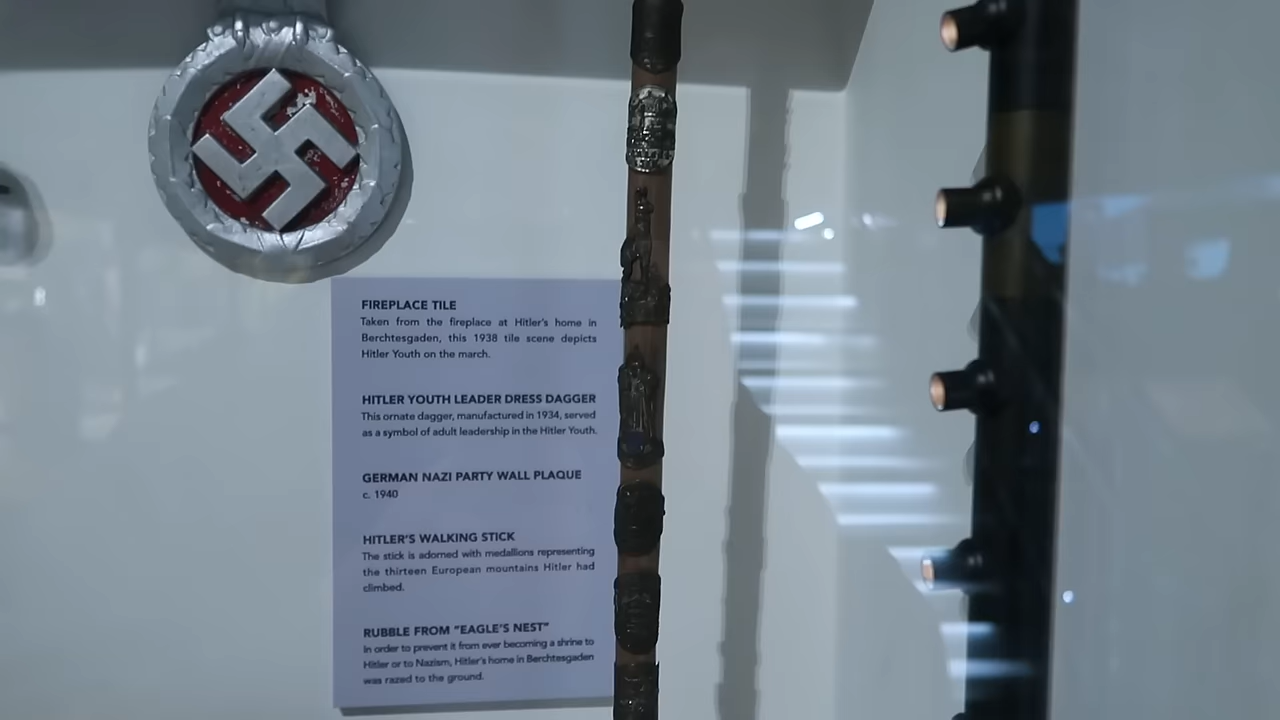 FIREPLACE TILE
Taken from the fireplace at Hitler's home in
Berchtesgaden, this 1938 tile scene depicts
Hitler Youth on the march.
HITLER YOUTH LEADER DRESS DAGGER
This ornate dagger, manufactured in 1934, served
as a symbol of adult leadership in the Hitler Youth.
GERMAN NAZI PARTY WALL PLAQUE
c. 1940
HITLER'S WALKING STICK
The stick is adorned with medallions representing
the thirteen European mountains Hitler had
climbed.
RUBBLE FROM "EAGLE'S NEST"
In order to prevent it from ever becoming a shrine to
Hitler or to Nazism, Hitler's home in Berchtesgaden
was razed to the ground.